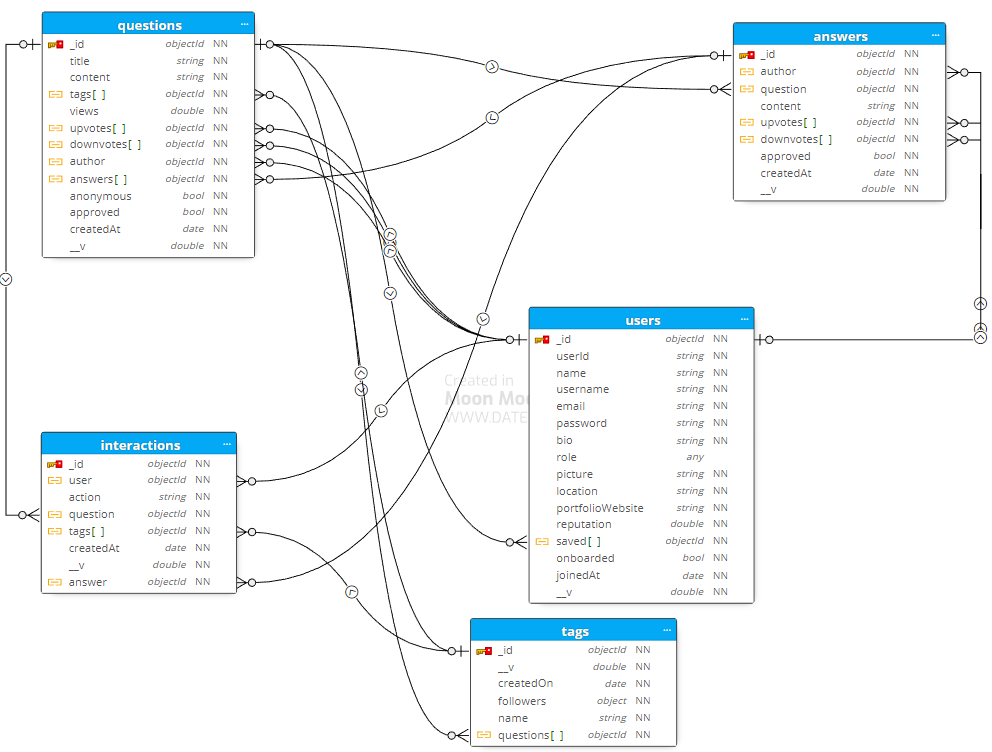 questions ...
_id objectId NN
title string NN
content string NN
tags[ ] objectId NN
views double NN
upvotes[ ] objectId NN
downvotes[ ] objectId NN
author objectId NN
answers[ ] objectId NN
anonymous bool NN
approved bool NN
createdAt date NN
__v double NN
answers ...
_id objectId NN
author objectId NN
question objectId NN
content string NN
upvotes[ ] objectId NN
downvotes[ ] objectId NN
approved bool NN
createdAt date NN
__v double NN
users ...
_id objectId NN
userId string NN
name string NN
username string NN
email string NN
password string NN
bio string NN
role any
picture string NN
location string NN
portfolioWebsite string NN
reputation double NN
saved[ ] objectId NN
onboarded bool NN
joinedAt date NN
__v double NN
Created in
Moon Mo
WWW.DATE
interactions ...
_id objectId NN
user objectId NN
action string NN
question objectId NN
tags[ ] objectId NN
createdAt date NN
__v double NN
answer objectId NN
tags ...
_id objectId NN
__v double NN
createdOn date NN
followers object NN
name string NN
questions[ ] objectId NN